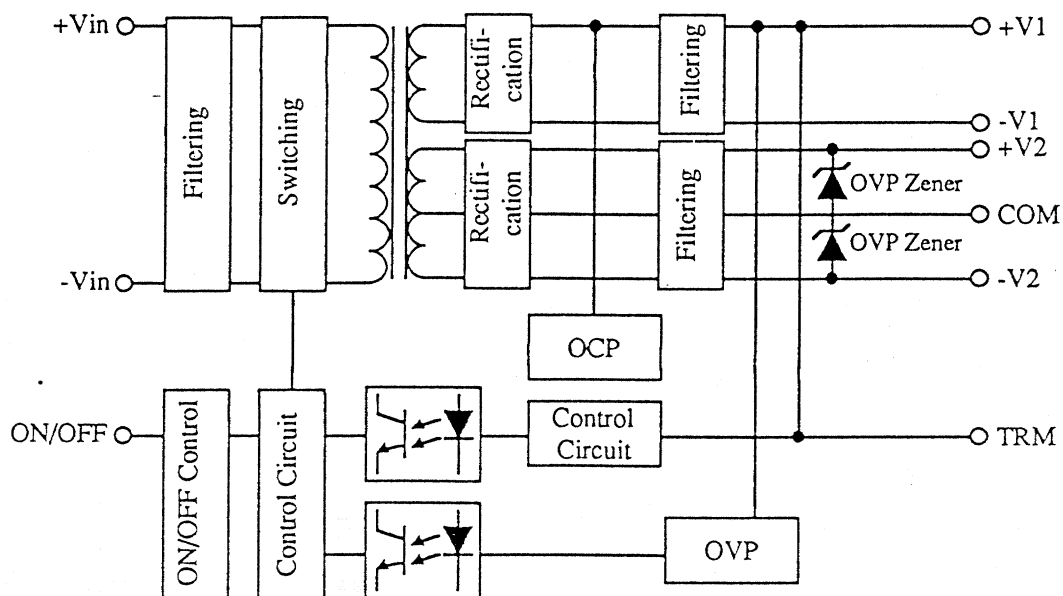 +Vin
-Vin
Filtering
Switching
Rectifi-
cation
Filtering
Rectifi-
cation
Filtering
+V1
-V1
+V2
OVP Zener
COM
OVP Zener
-V2
OCP
ON/OFF
ON/OFF Control
Control Circuit
Control
Circuit
TRM
OVP